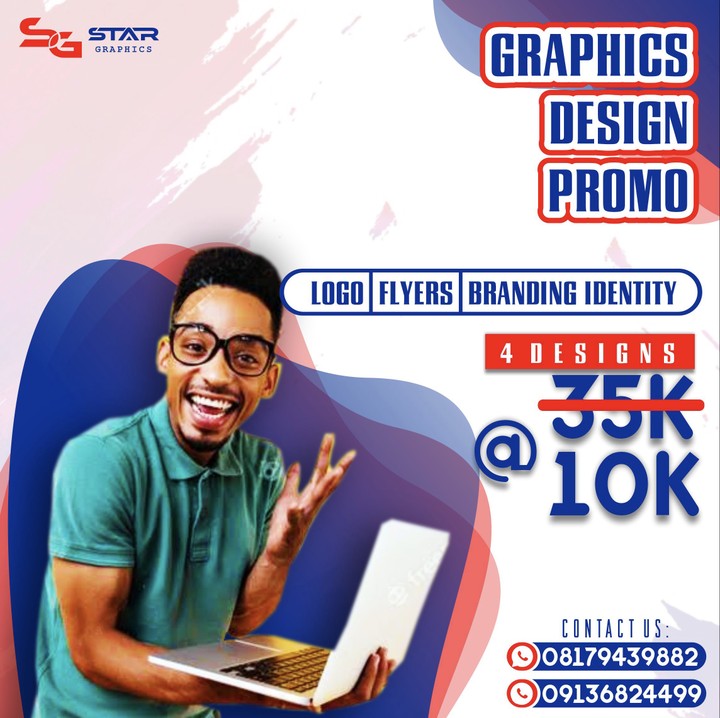 SG STAR
GRAPHICS
GRAPHICS
DESIGN
PROMO
LOGO | FLYERS | BRANDING IDENTITY
4 DESIGNS
35K
@ 10K
CONTACT US:
08179439882
09136824499